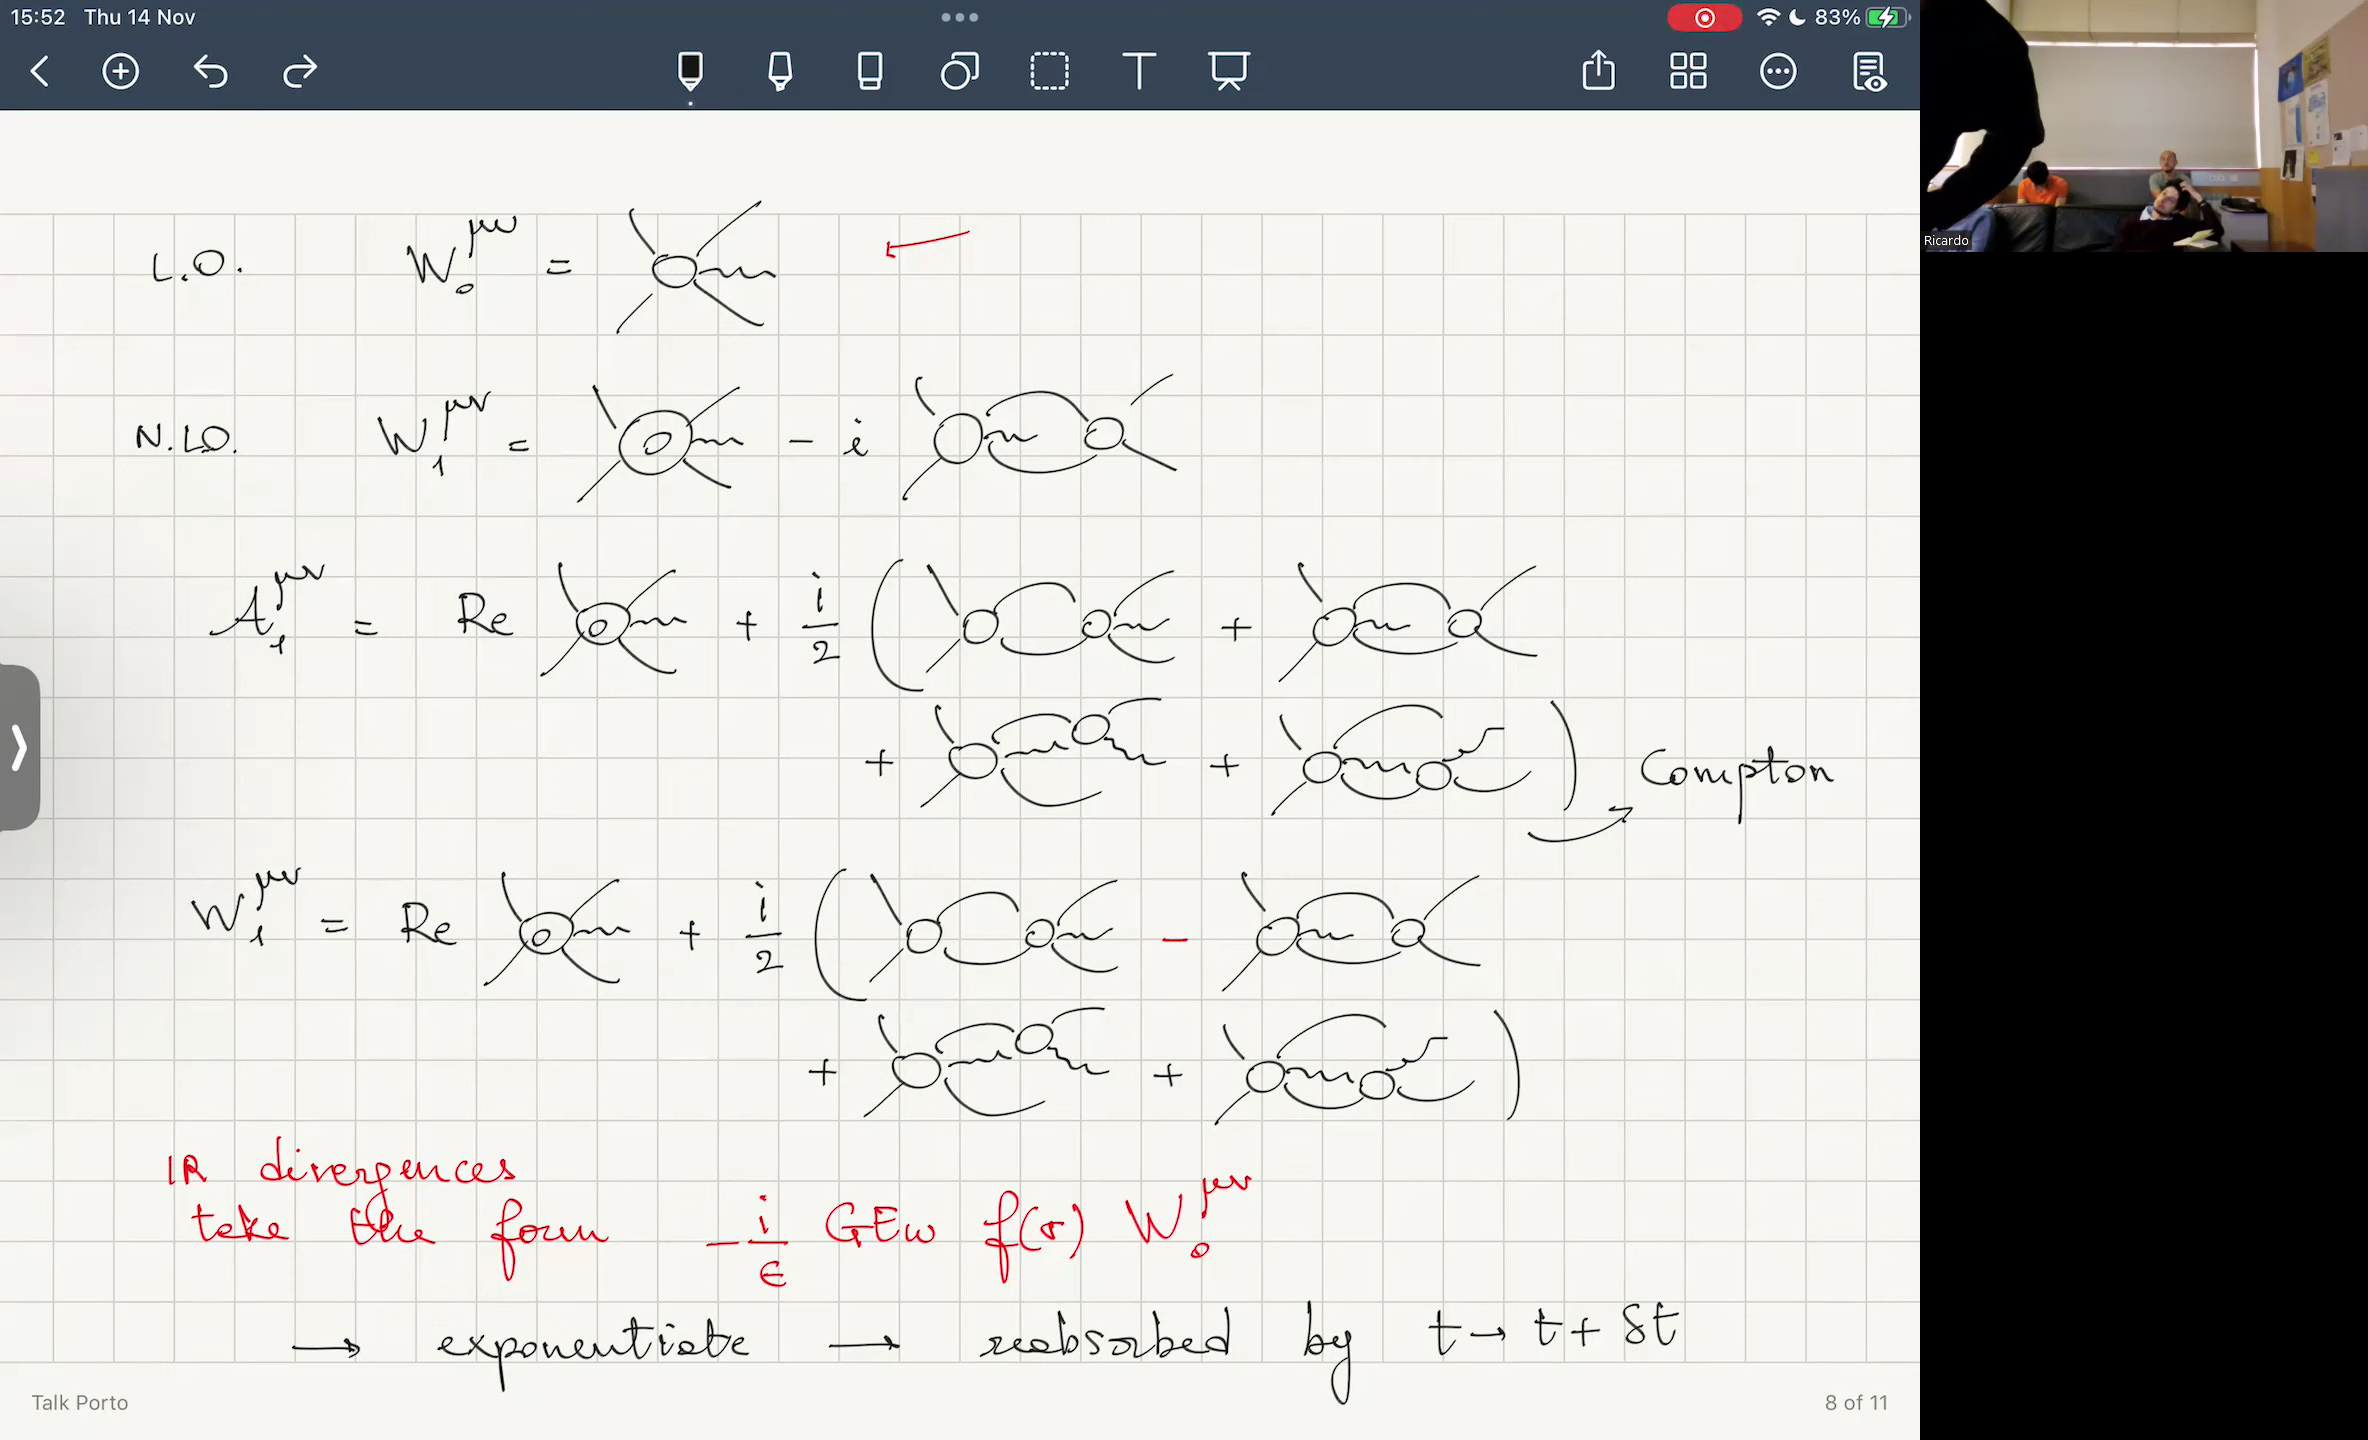 15:52 Thu 14 Nov
83%
T
Ricardo
L.O. W₀^μν =
N.L.O. W₁^μν = - i
A₁^μν = Re + i/2 ( +
+ + ) Compton
W₁^μν = Re + i/2 ( -
+ + )
IR divergences
take the form - i/ϵ GEω f(σ) W₀^μν
→ exponentiate → reabsorbed by t → t + δt
Talk Porto
8 of 11